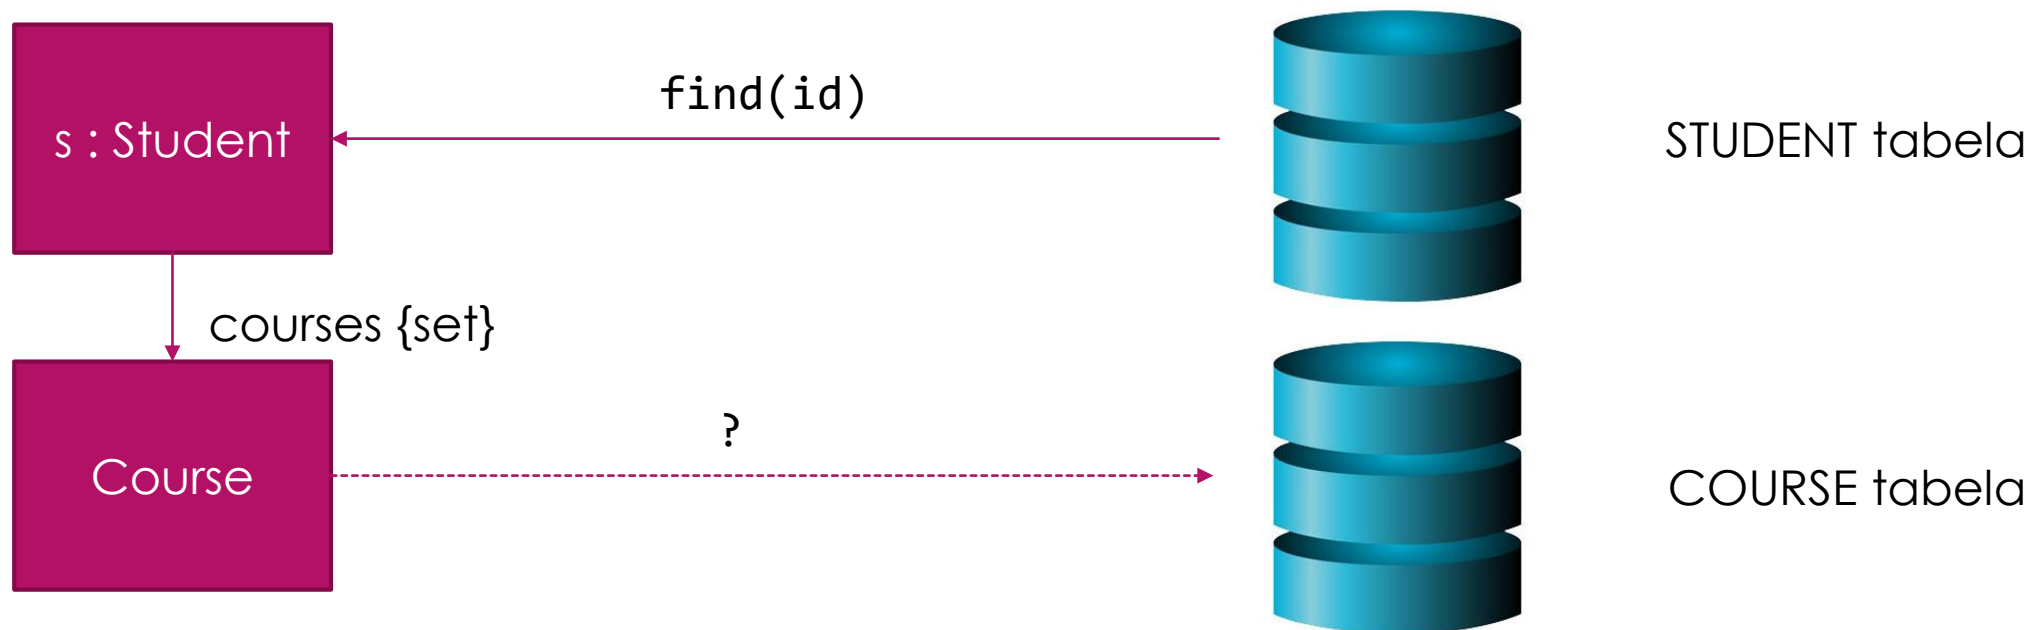 find(id)
s : Student
STUDENT tabela
courses {set}
?
Course
COURSE tabela